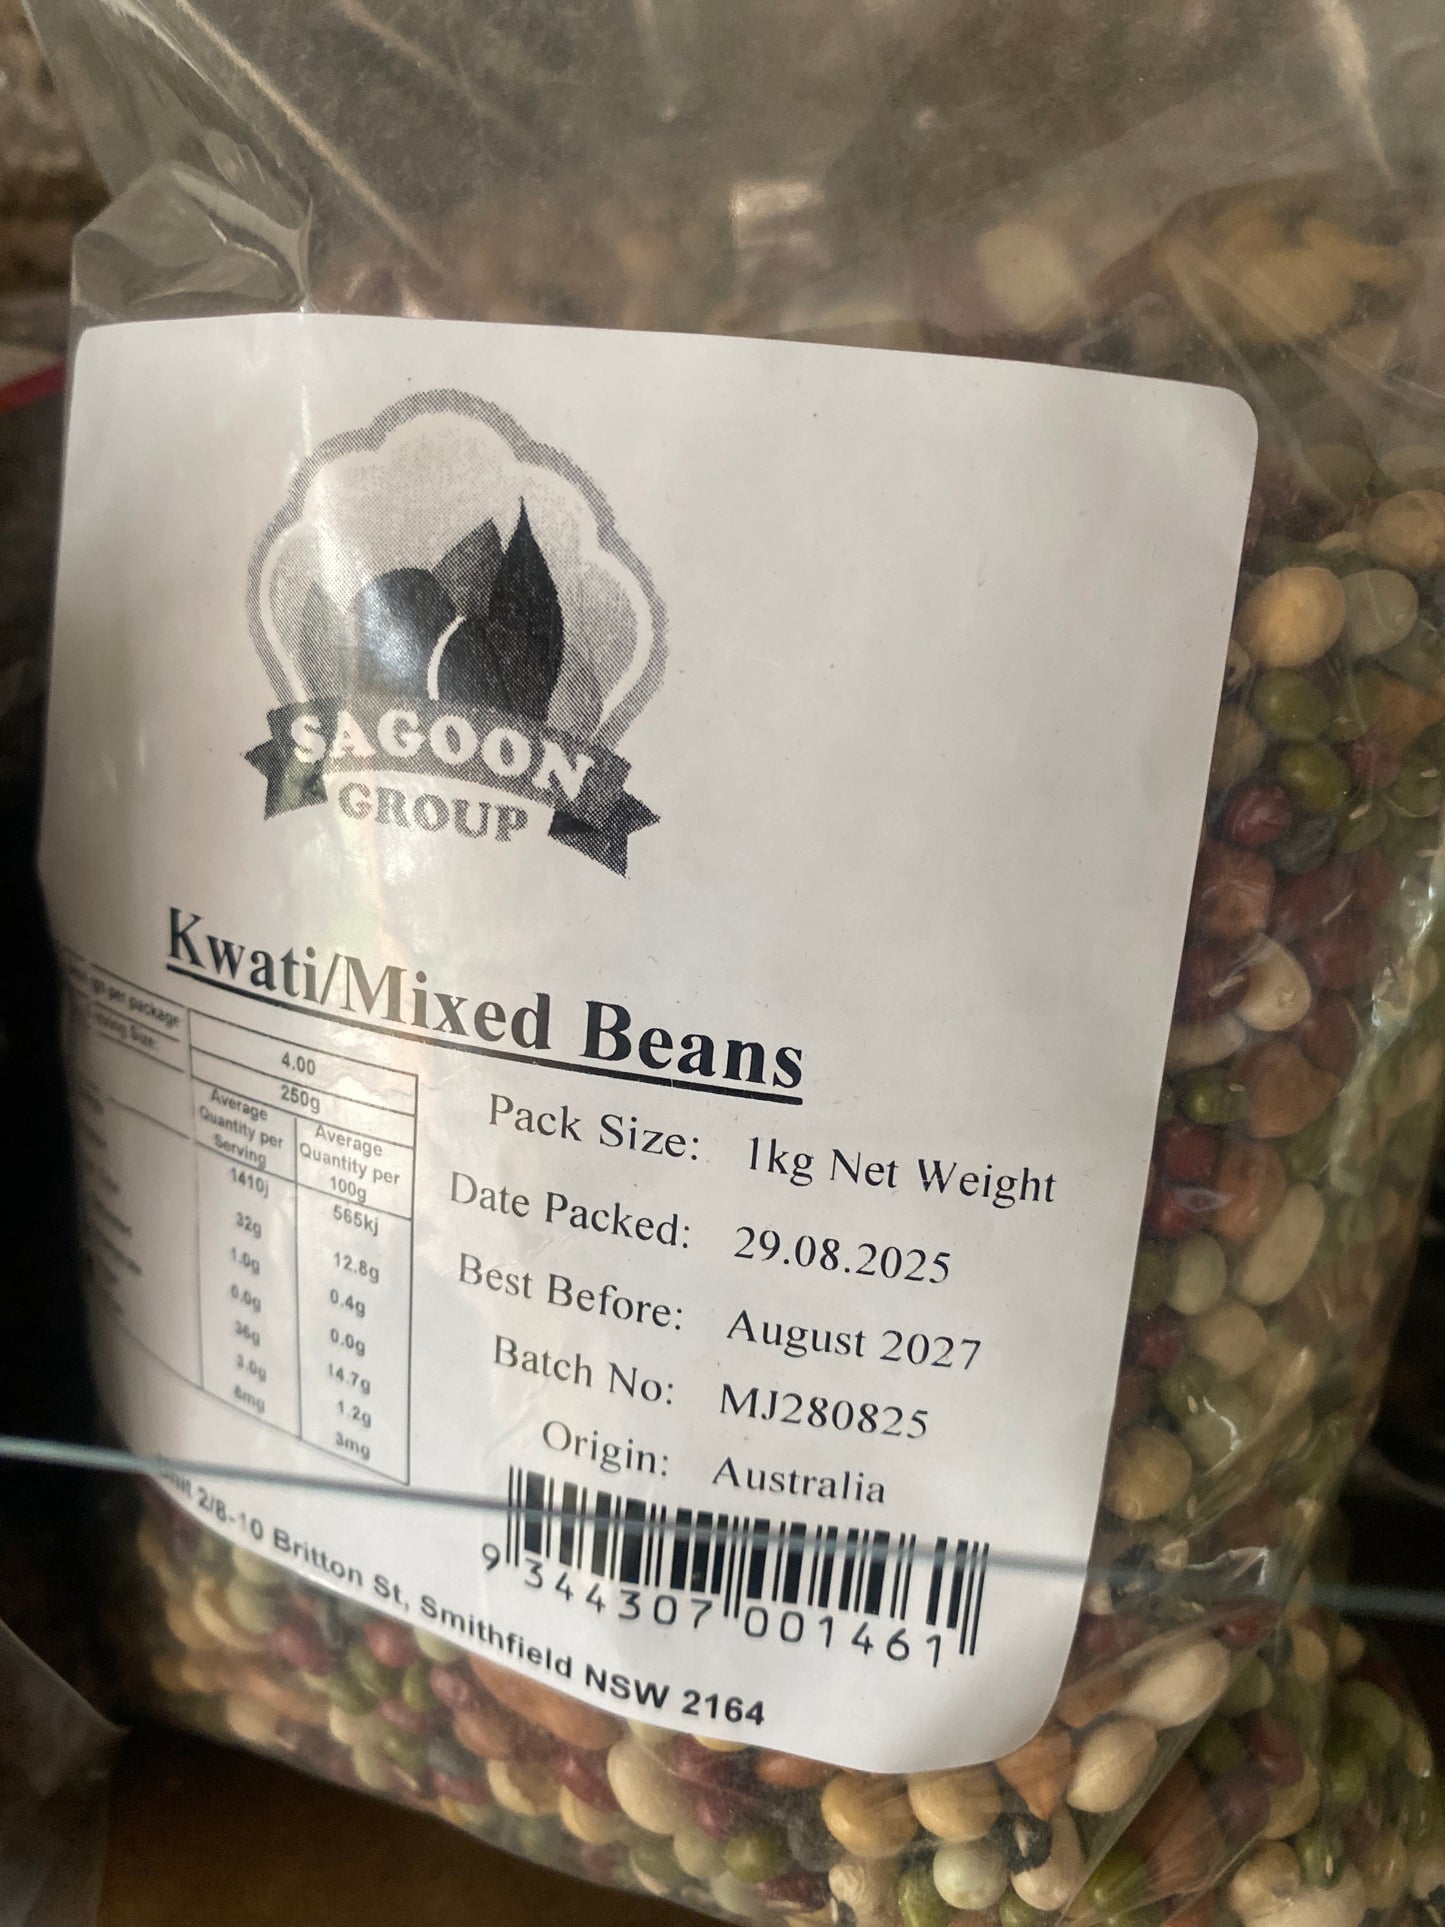 SAGOON
GROUP
Kwati/Mixed Beans
per package
4.00
Size:
250g
Average
Quantity per
Serving
Average
Quantity per
100g
1410j
565kj
32g
12.8g
1.0g
0.4g
0.0g
0.0g
36g
14.7g
3.0g
1.2g
6mg
3mg
Pack Size: 1kg Net Weight
Date Packed: 29.08.2025
Best Before: August 2027
Batch No: MJ280825
Origin: Australia
9 344307 001461
2/8-10 Britton St, Smithfield NSW 2164